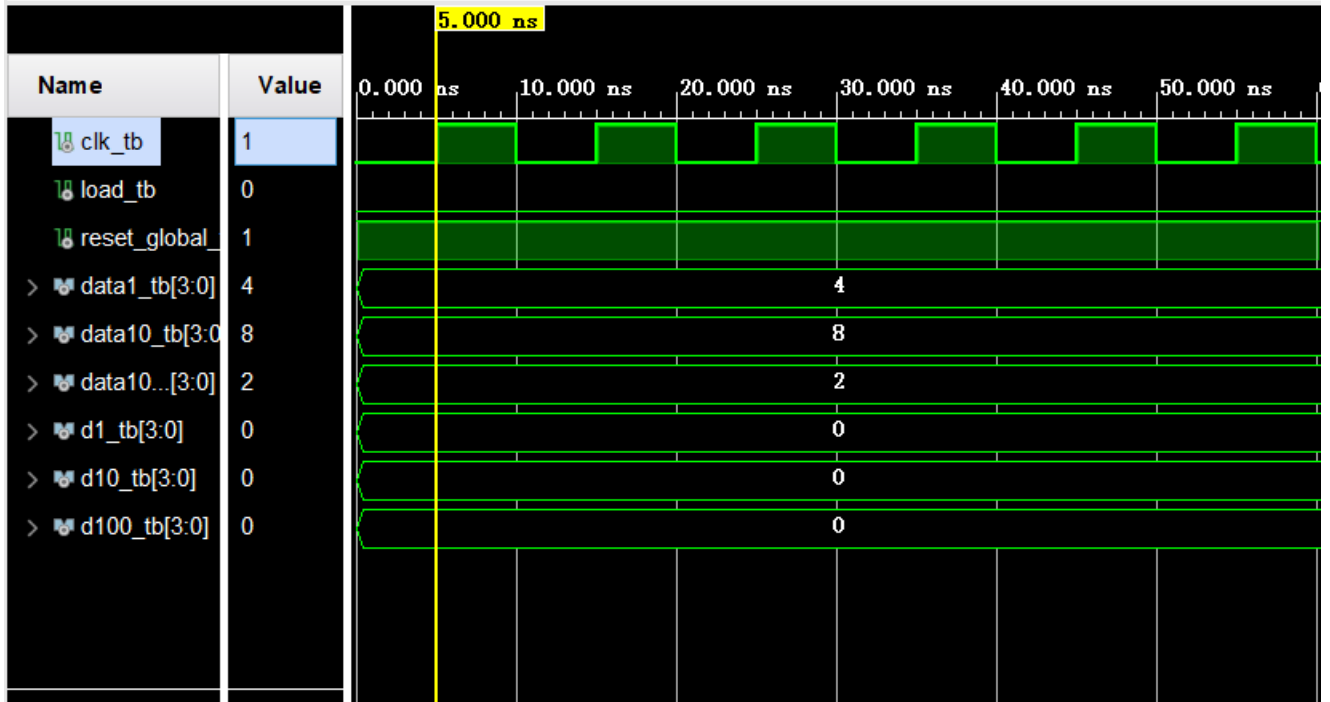 5.000 ns
Name Value 0.000 ns 10.000 ns 20.000 ns 30.000 ns 40.000 ns 50.000 ns
clk_tb 1
load_tb 0
reset_global_ 1
data1_tb[3:0] 4 4
data10_tb[3:0 8 8
data10...[3:0] 2 2
d1_tb[3:0] 0 0
d10_tb[3:0] 0 0
d100_tb[3:0] 0 0